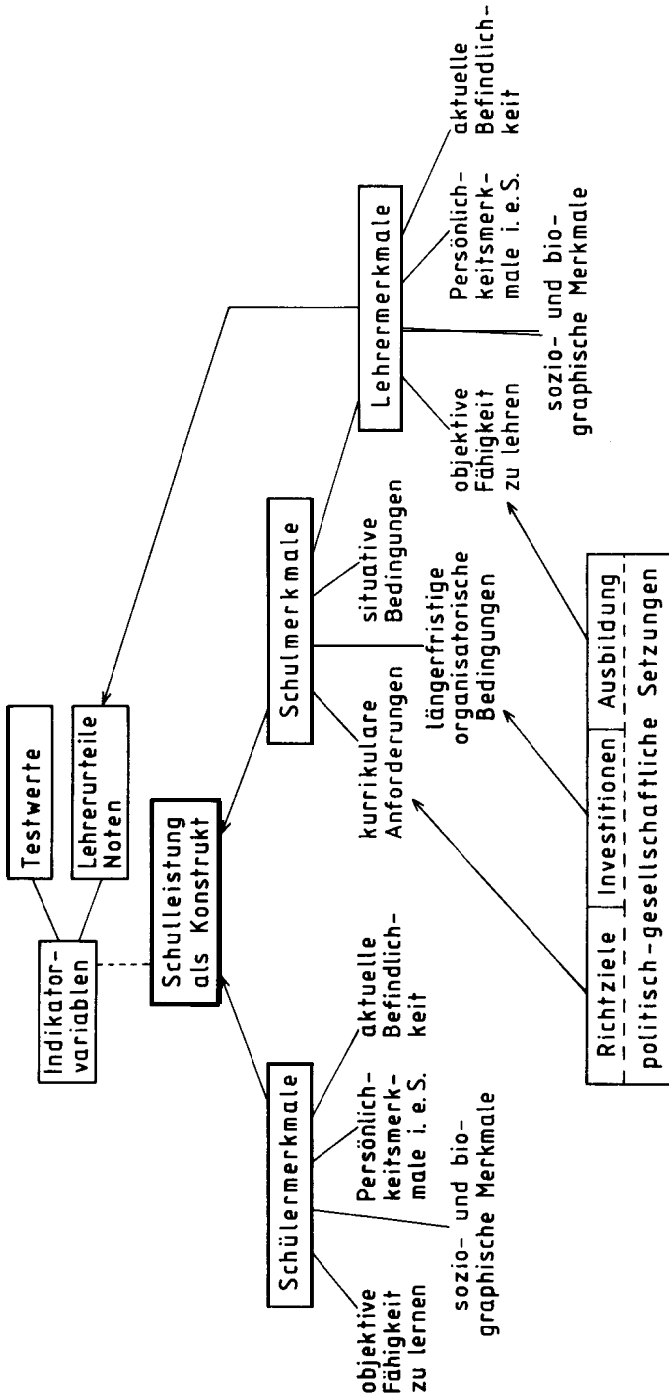 Testwerte
Indikator-
variablen
Lehrerurteile
Noten
Schulleistung
als Konstrukt
Schülermerkmale
Schulmerkmale
Lehrermerkmale
objektive
Fähigkeit
zu lernen
sozio- und bio-
graphische Merkmale
Persönlich-
keitsmerk-
male i.e.S.
aktuelle
Befindlich-
keit
kurrikulare
Anforderungen
längerfristige
organisatorische
Bedingungen
situative
Bedingungen
objektive
Fähigkeit
zu lehren
sozio- und bio-
graphische Merkmale
Persönlich-
keitsmerk-
male i.e.S.
aktuelle
Befindlich-
keit
Richtziele
Investitionen
Ausbildung
politisch-gesellschaftliche Setzungen